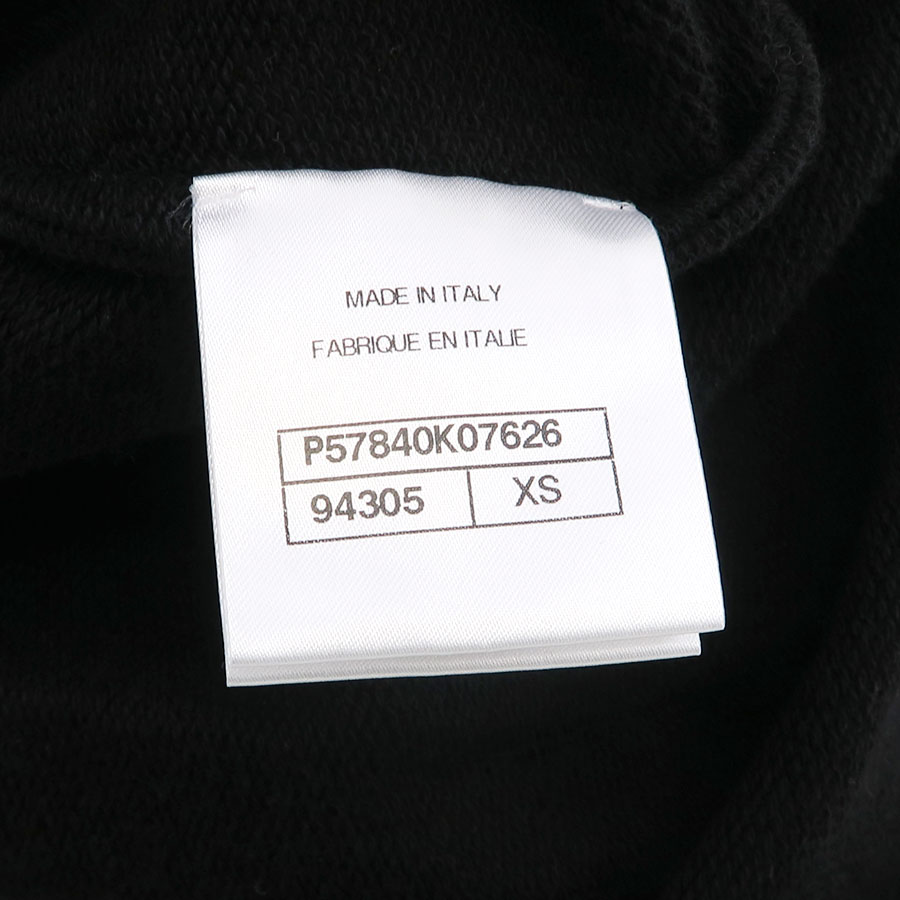 MADE IN ITALY
FABRIQUE EN ITALIE
P57840K07626
94305 XS